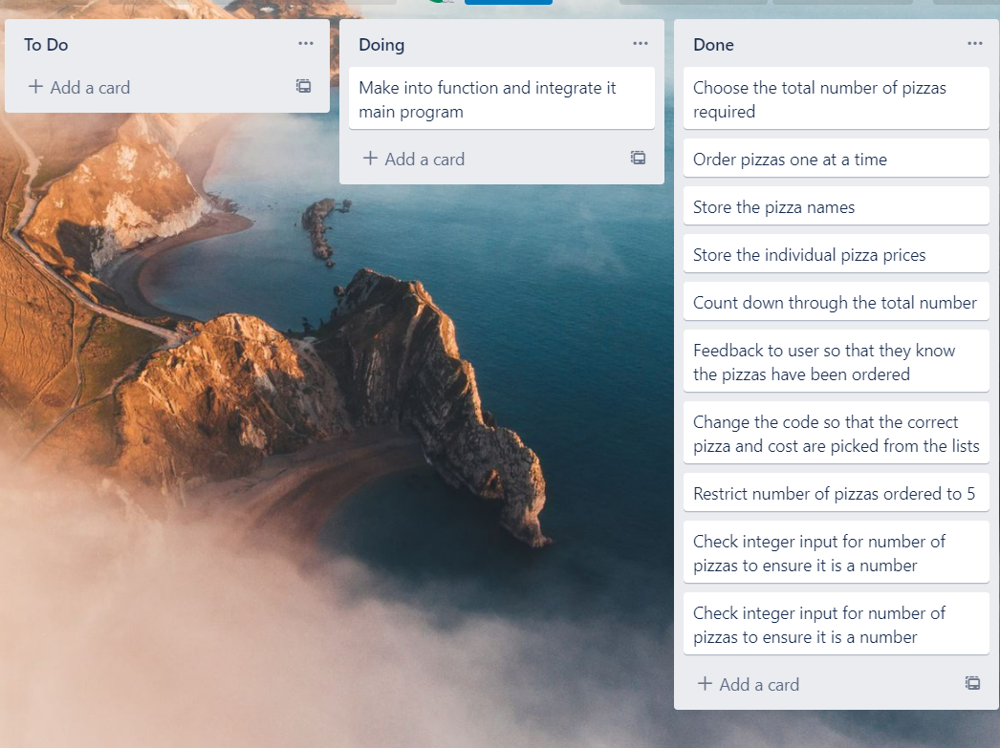 To Do
Add a card
Doing
Make into function and integrate it
main program
Add a card
Done
Choose the total number of pizzas
required
Order pizzas one at a time
Store the pizza names
Store the individual pizza prices
Count down through the total number
Feedback to user so that they know
the pizzas have been ordered
Change the code so that the correct
pizza and cost are picked from the lists
Restrict number of pizzas ordered to 5
Check integer input for number of
pizzas to ensure it is a number
Check integer input for number of
pizzas to ensure it is a number
Add a card